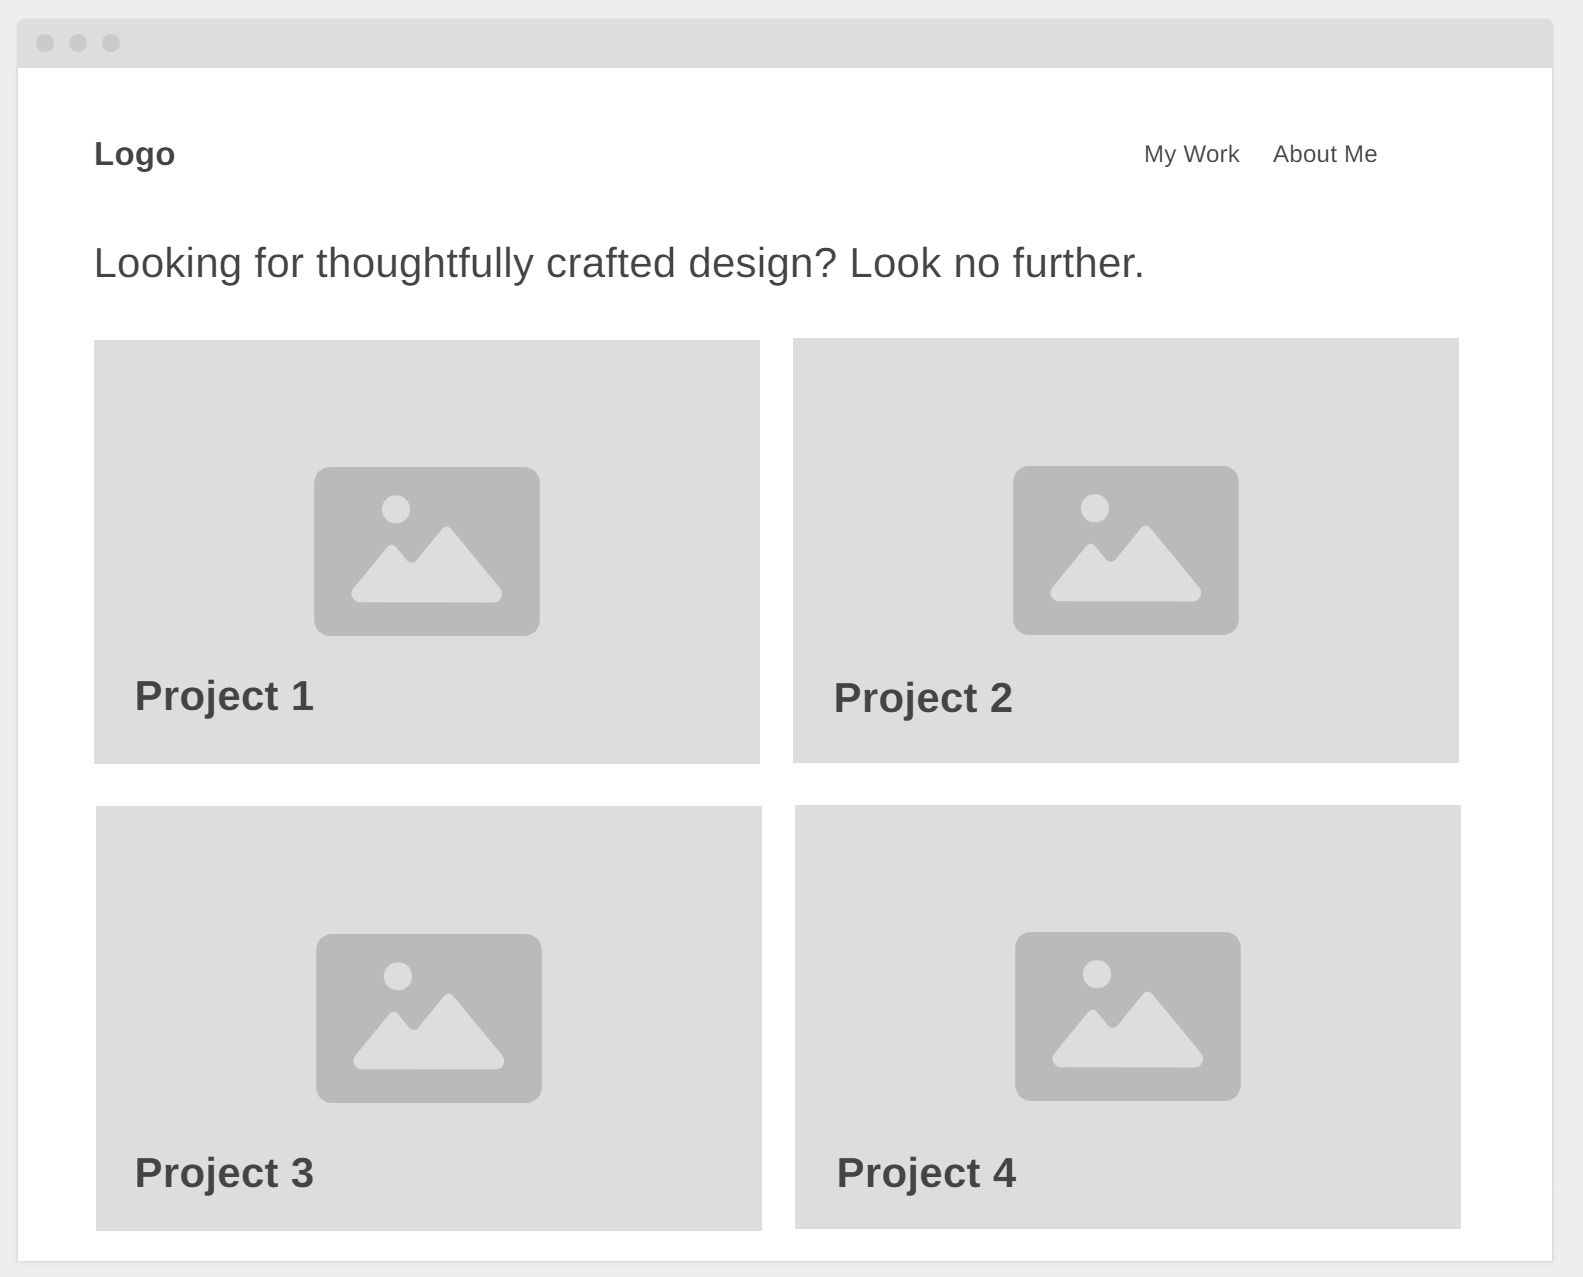 Logo
My Work
About Me
Looking for thoughtfully crafted design? Look no further.
Project 1
Project 2
Project 3
Project 4